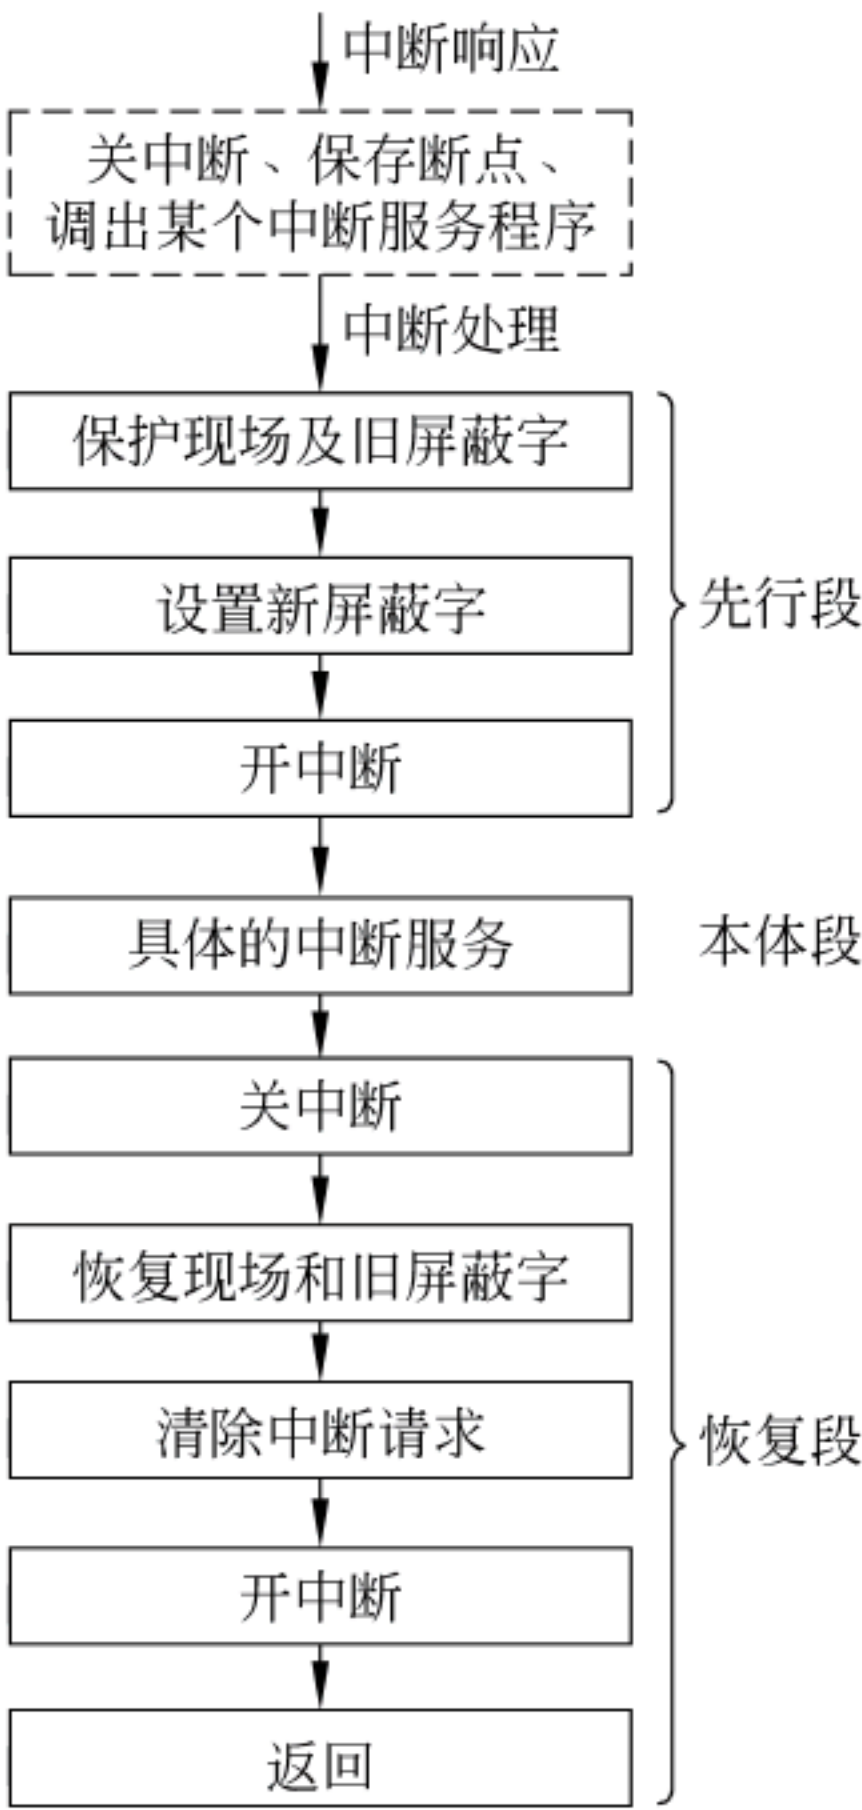 中断响应
关中断、保存断点、
调出某个中断服务程序
中断处理
保护现场及旧屏蔽字
设置新屏蔽字
先行段
开中断
具体的中断服务
本体段
关中断
恢复现场和旧屏蔽字
清除中断请求
恢复段
开中断
返回